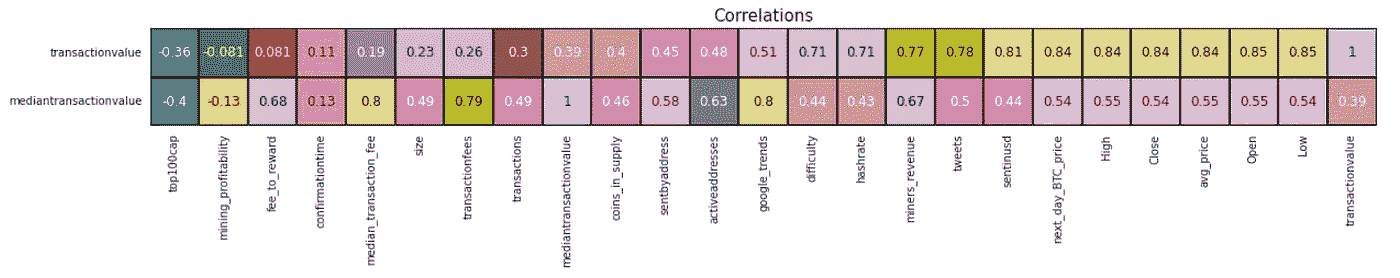 Correlations
transactionvalue -0.36 -0.081 0.081 0.11 0.19 0.23 0.26 0.3 0.39 0.4 0.45 0.48 0.51 0.71 0.71 0.77 0.78 0.81 0.84 0.84 0.84 0.84 0.85 0.85 1
mediantransactionvalue -0.4 -0.13 0.68 0.13 0.8 0.49 0.79 0.49 1 0.46 0.58 0.63 0.8 0.44 0.43 0.67 0.5 0.44 0.54 0.55 0.54 0.55 0.55 0.54 0.39
top100cap
mining_profitability
fee_to_reward
confirmationtime
median_transaction_fee
size
transactionfees
transactions
mediantransactionvalue
coins_in_supply
sentbyaddress
activeaddresses
google_trends
difficulty
hashrate
miners_revenue
tweets
sentinusd
next_day_BTC_price
High
Close
avg_price
Open
Low
transactionvalue